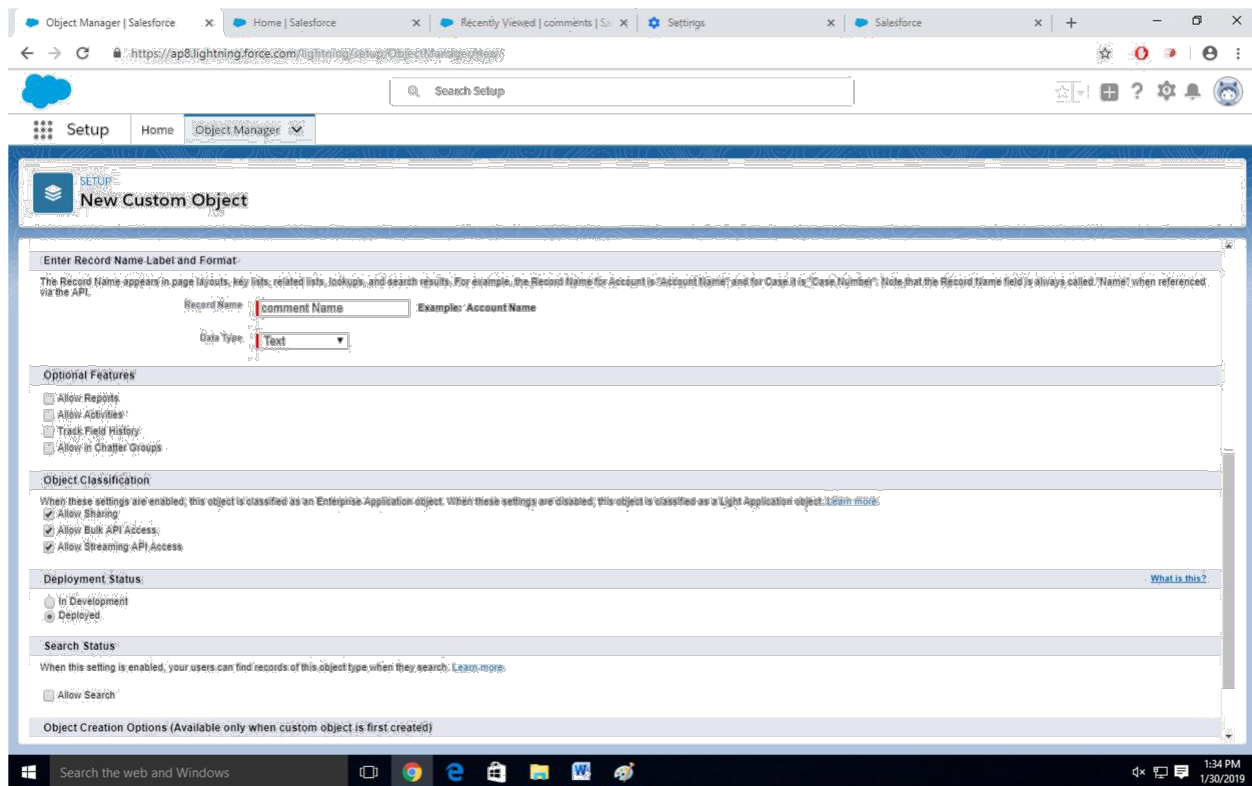 Object Manager | Salesforce
Home | Salesforce
Recently Viewed | comments | Sa
Settings
Salesforce
https://ap8.lightning.force.com/lightning/setup/ObjectManager/new
Search Setup
Setup
Home
Object Manager
SETUP
New Custom Object
Enter Record Name Label and Format
The Record Name appears in page layouts, key lists, related lists, lookups, and search results. For example, the Record Name for Account is "Account Name" and for Case it is "Case Number". Note that the Record Name field is always called "Name" when referenced
via the API.
Record Name comment Name Example: Account Name
Data Type Text
Optional Features
Allow Reports
Allow Activities
Track Field History
Allow in Chatter Groups
Object Classification
When these settings are enabled, this object is classified as an Enterprise Application object. When these settings are disabled, this object is classified as a Light Application object. Learn more.
Allow Sharing
Allow Bulk API Access
Allow Streaming API Access
Deployment Status
What is this?
In Development
Deployed
Search Status
When this setting is enabled, your users can find records of this object type when they search. Learn more.
Allow Search
Object Creation Options (Available only when custom object is first created)
Search the web and Windows
1:34 PM
1/30/2019